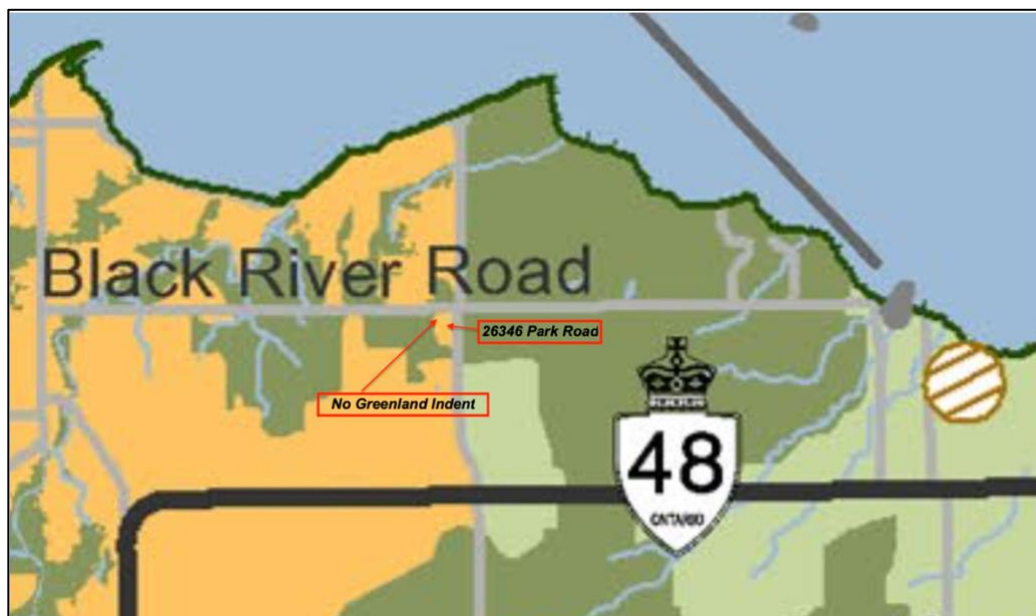 Black River Road
26346 Park Road
No Greenland Indent
48
ONTARIO